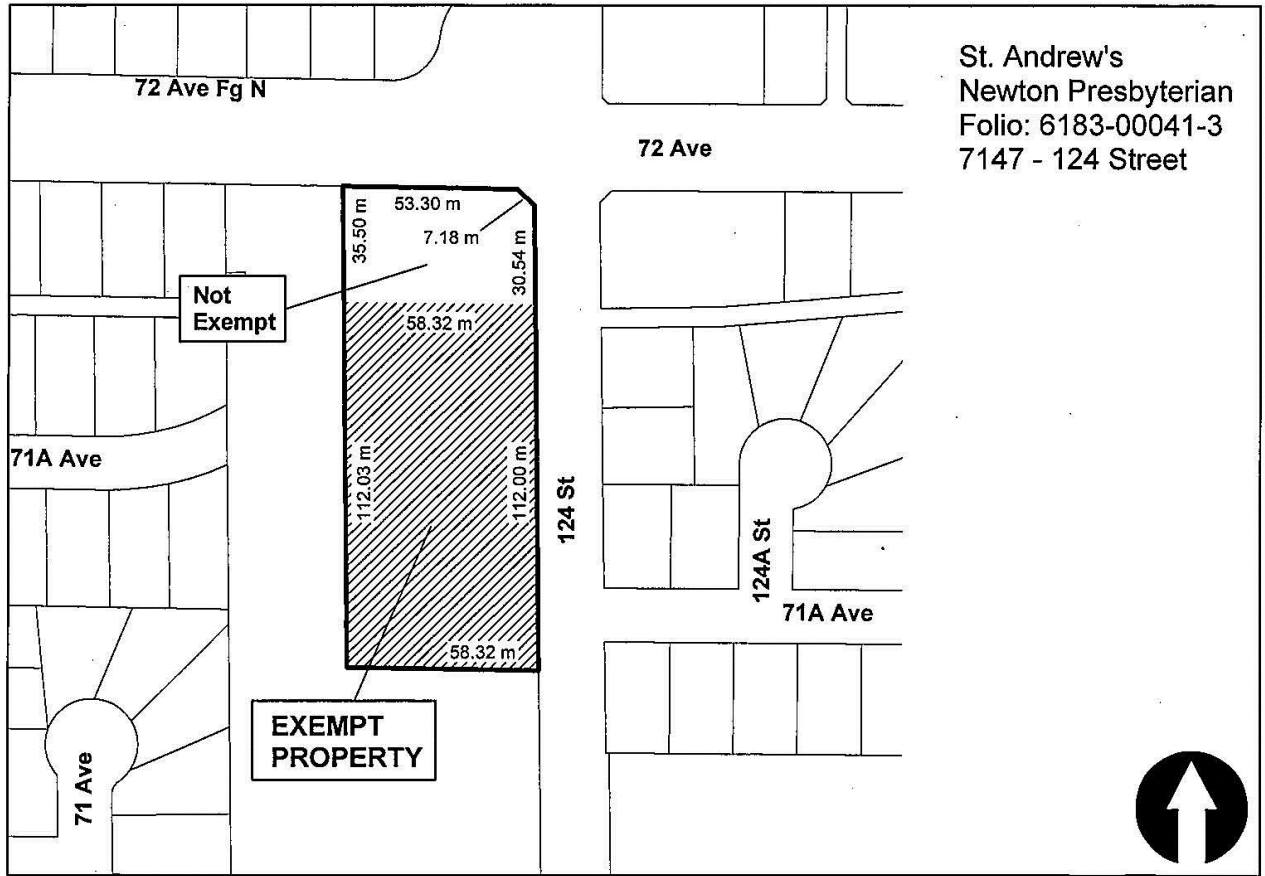 72 Ave Fg N
72 Ave
St. Andrew's
Newton Presbyterian
Folio: 6183-00041-3
7147 - 124 Street
53.30 m
35.50 m
7.18 m
30.54 m
Not
Exempt
58.32 m
71A Ave
112.03 m
112.00 m
124 St
124A St
71A Ave
58.32 m
EXEMPT
PROPERTY
71 Ave